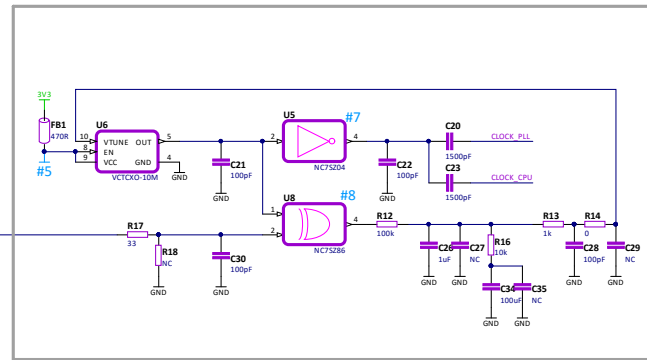 3V3
FB1
470R
#5
U6
10 VTUNE OUT 5
8 EN
9 VCC GND 4
VCTCXO-10M
GND
C21
100pF
GND
U5
#7
2 4
NC7SZ04
C22
100pF
GND
C20
1500pF
CLOCK_PLL
C23
1500pF
CLOCK_CPU
U8
#8
1
2 4
NC7SZ86
R17
33
R18
NC
GND
C30
100pF
GND
R12
100k
C26
1uF
GND
C27
NC
GND
R16
10k
C34
100uF
GND
C35
NC
GND
R13
1k
R14
0
C28
100pF
GND
C29
NC
GND